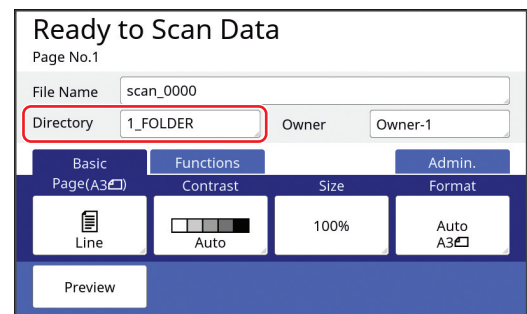 Ready to Scan Data
Page No.1
File Name scan_0000
Directory 1_FOLDER Owner Owner-1
Basic Functions Admin.
Page(A3) Contrast Size Format
Line Auto 100% Auto
A3
Preview